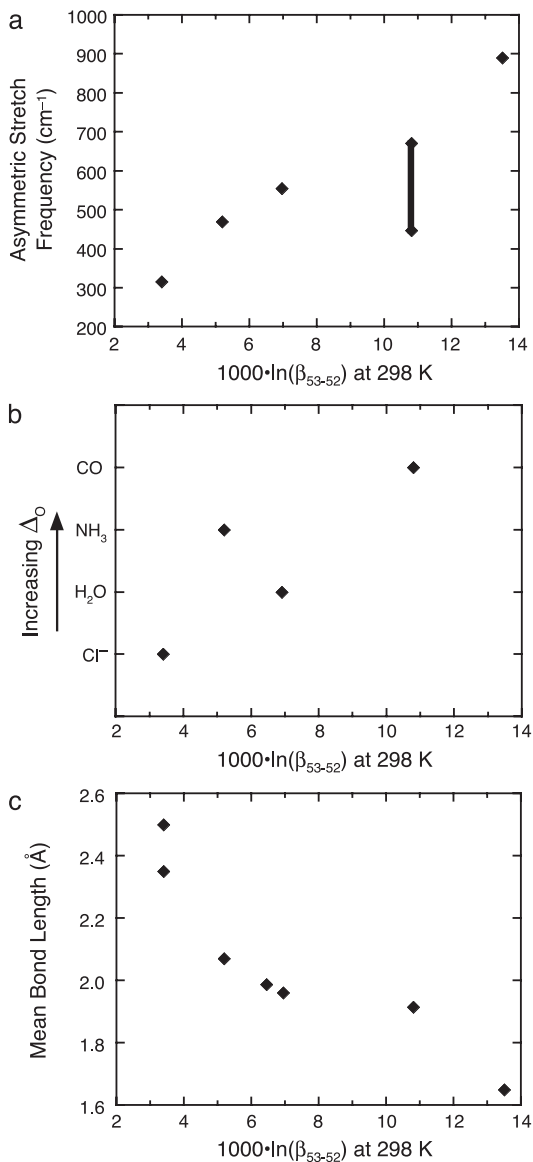 a
1000
900
800
700
600
500
400
300
200
Asymmetric Stretch
Frequency (cm⁻¹)
2 4 6 8 10 12 14
1000•ln(β₅₃₋₅₂) at 298 K
b
CO
NH₃
H₂O
Cl⁻
Increasing Δ_O
2 4 6 8 10 12 14
1000•ln(β₅₃₋₅₂) at 298 K
c
2.6
2.4
2.2
2.0
1.8
1.6
Mean Bond Length (Å)
2 4 6 8 10 12 14
1000•ln(β₅₃₋₅₂) at 298 K